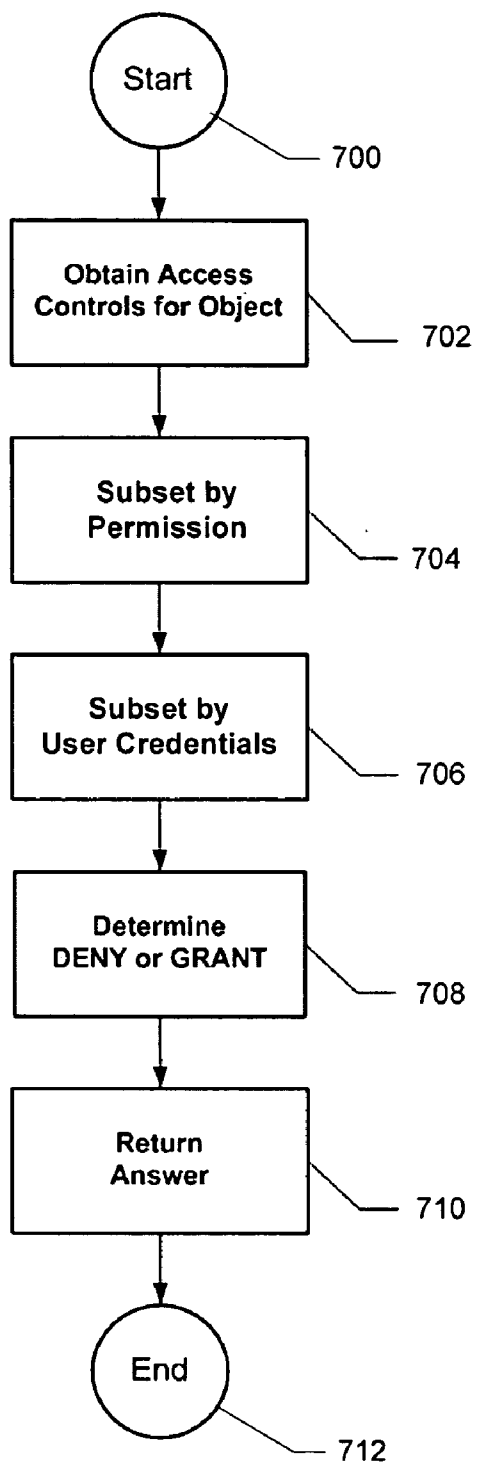 Start
700
Obtain Access
Controls for Object
702
Subset by
Permission
704
Subset by
User Credentials
706
Determine
DENY or GRANT
708
Return
Answer
710
End
712